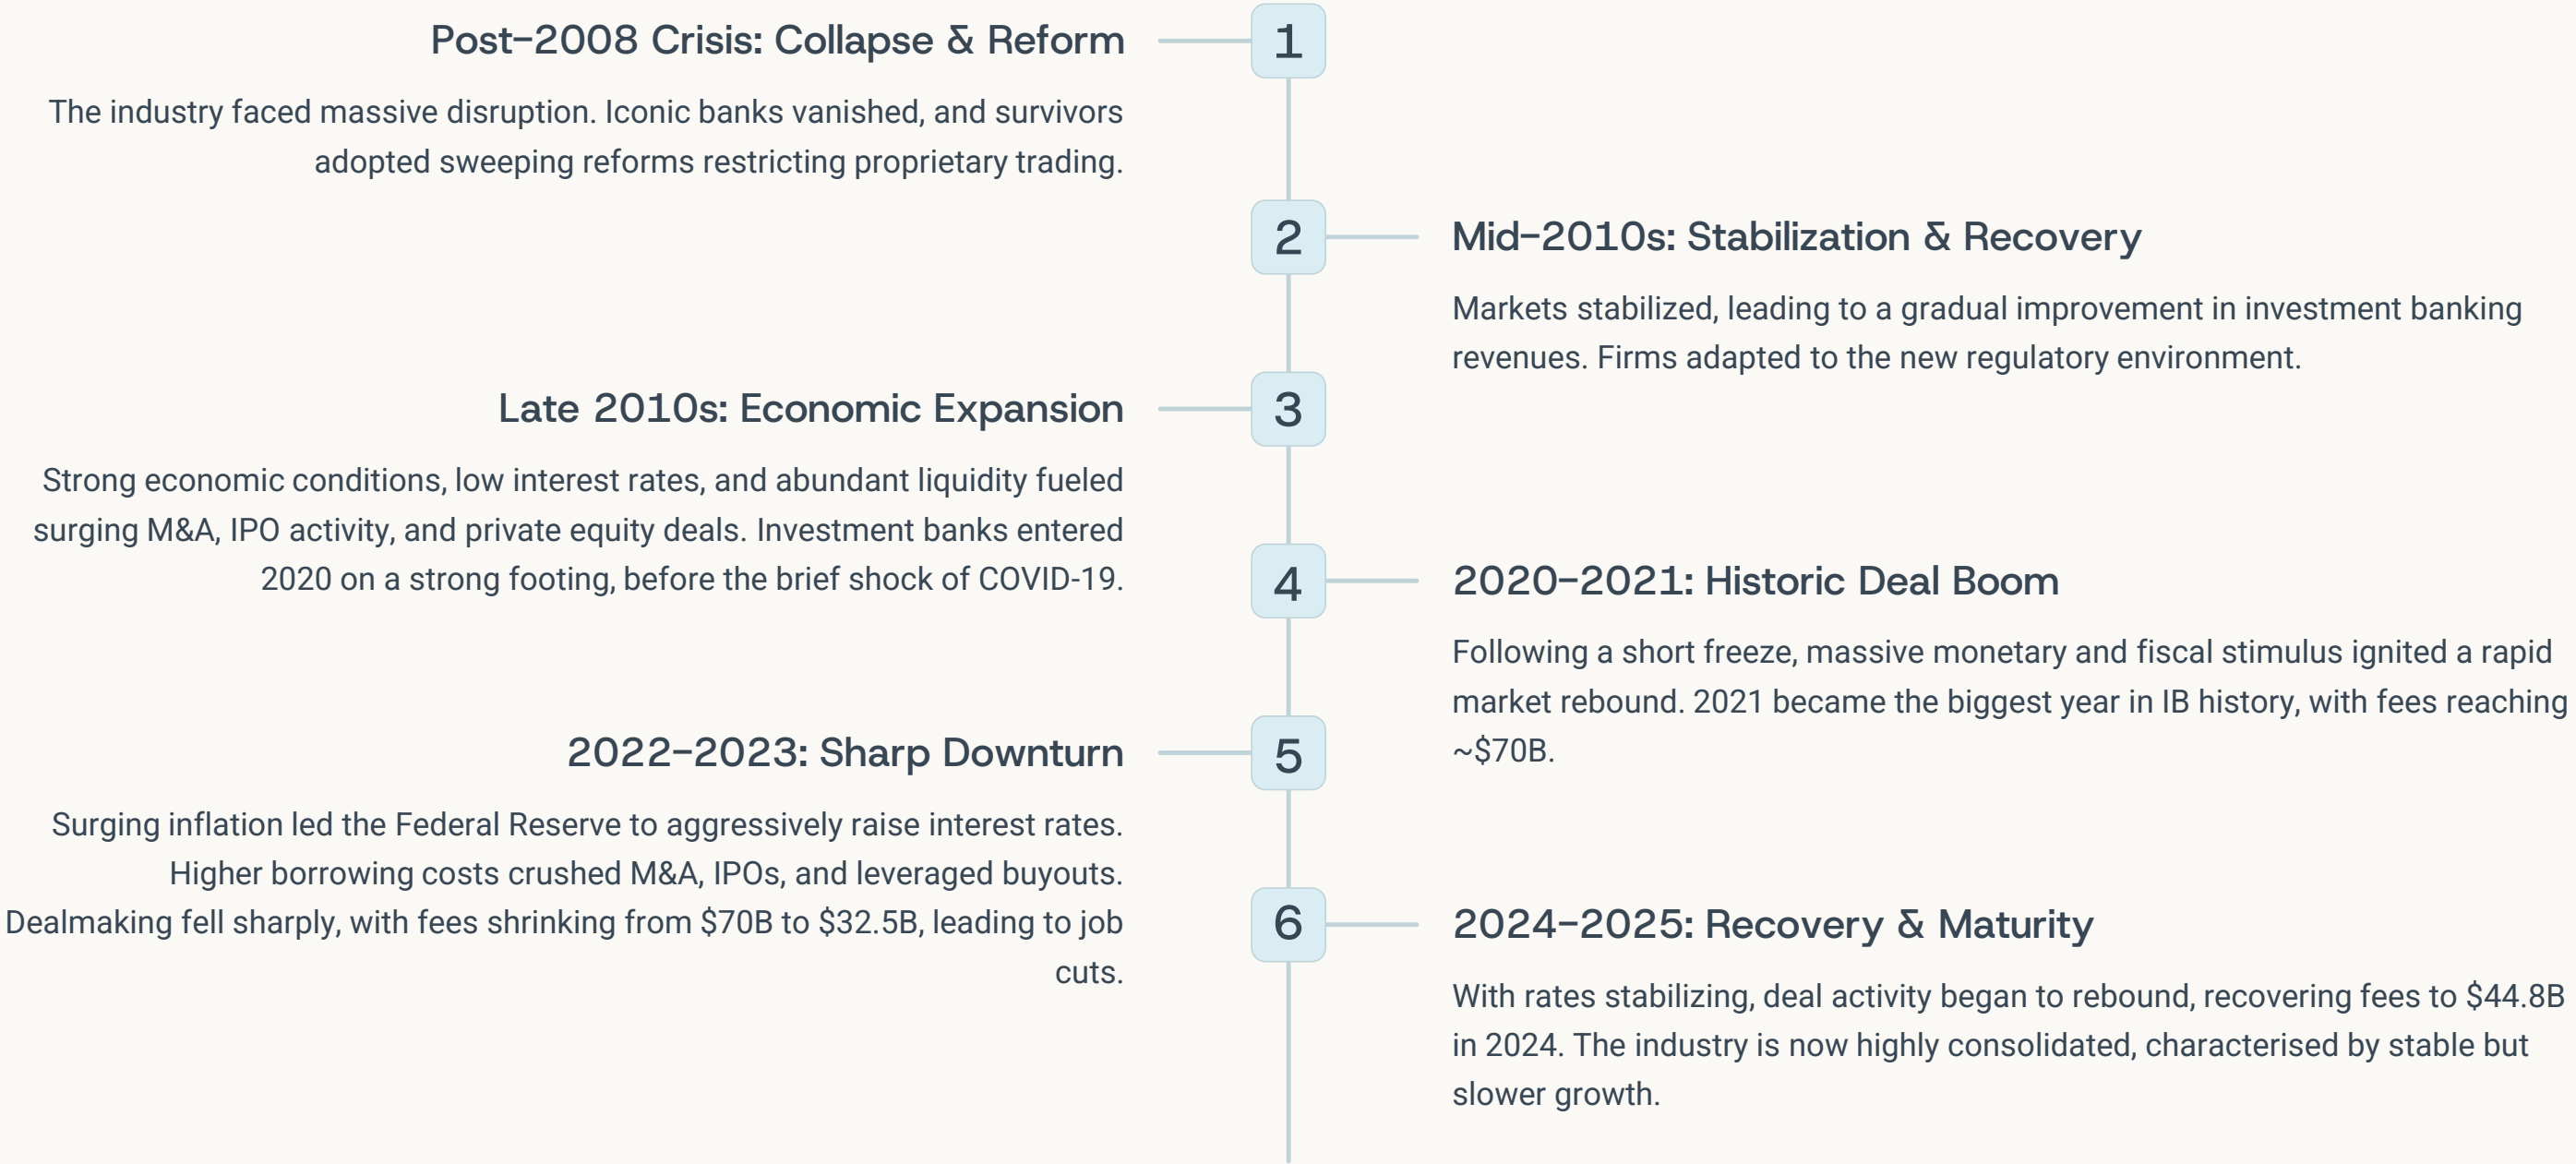 Post-2008 Crisis: Collapse & Reform
1
The industry faced massive disruption. Iconic banks vanished, and survivors
adopted sweeping reforms restricting proprietary trading.
2
Mid-2010s: Stabilization & Recovery
Markets stabilized, leading to a gradual improvement in investment banking
revenues. Firms adapted to the new regulatory environment.
Late 2010s: Economic Expansion
3
Strong economic conditions, low interest rates, and abundant liquidity fueled
surging M&A, IPO activity, and private equity deals. Investment banks entered
2020 on a strong footing, before the brief shock of COVID-19.
4
2020-2021: Historic Deal Boom
Following a short freeze, massive monetary and fiscal stimulus ignited a rapid
market rebound. 2021 became the biggest year in IB history, with fees reaching
~$70B.
2022-2023: Sharp Downturn
5
Surging inflation led the Federal Reserve to aggressively raise interest rates.
Higher borrowing costs crushed M&A, IPOs, and leveraged buyouts.
Dealmaking fell sharply, with fees shrinking from $70B to $32.5B, leading to job
cuts.
6
2024-2025: Recovery & Maturity
With rates stabilizing, deal activity began to rebound, recovering fees to $44.8B
in 2024. The industry is now highly consolidated, characterised by stable but
slower growth.